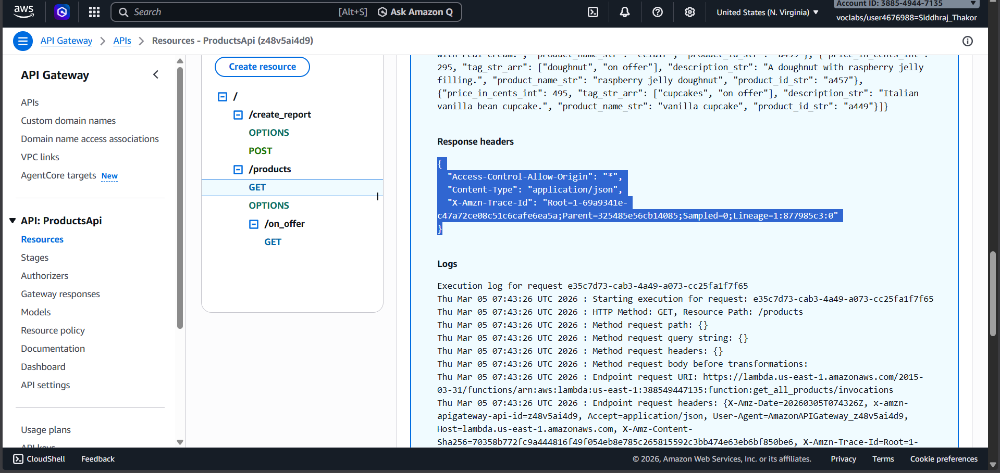 aws
Search
[Alt+S]
Ask Amazon Q
United States (N. Virginia)
Account ID: 3885-4944-7135
voclabs/user4676988=Siddhraj_Thakor
API Gateway
APIs
Resources - ProductsApi (z48v5ai4d9)
API Gateway
APIs
Custom domain names
Domain name access associations
VPC links
AgentCore targets New
API: ProductsApi
Resources
Stages
Authorizers
Gateway responses
Models
Resource policy
Documentation
Dashboard
API settings
Usage plans
API keys
Create resource
/
/create_report
OPTIONS
POST
/products
GET
OPTIONS
/on_offer
GET
with real cream.", "product_name_str": "eclair", "product_id_str": "a455"}, {"price_in_cents_int":
295, "tag_str_arr": ["doughnut", "on offer"], "description_str": "A doughnut with raspberry jelly
filling.", "product_name_str": "raspberry jelly doughnut", "product_id_str": "a457"},
{"price_in_cents_int": 495, "tag_str_arr": ["cupcakes", "on offer"], "description_str": "Italian
vanilla bean cupcake.", "product_name_str": "vanilla cupcake", "product_id_str": "a449"}]}
Response headers
{
"Access-Control-Allow-Origin": "*",
"Content-Type": "application/json",
"X-Amzn-Trace-Id": "Root=1-69a9341e-
c47a72ce08c51c6cafe6ea5a;Parent=325485e56cb14085;Sampled=0;Lineage=1:877985c3:0"
}
Logs
Execution log for request e35c7d73-cab3-4a49-a073-cc25fa1f7f65
Thu Mar 05 07:43:26 UTC 2026 : Starting execution for request: e35c7d73-cab3-4a49-a073-cc25fa1f7f65
Thu Mar 05 07:43:26 UTC 2026 : HTTP Method: GET, Resource Path: /products
Thu Mar 05 07:43:26 UTC 2026 : Method request path: {}
Thu Mar 05 07:43:26 UTC 2026 : Method request query string: {}
Thu Mar 05 07:43:26 UTC 2026 : Method request headers: {}
Thu Mar 05 07:43:26 UTC 2026 : Method request body before transformations:
Thu Mar 05 07:43:26 UTC 2026 : Endpoint request URI: https://lambda.us-east-1.amazonaws.com/2015-
03-31/functions/arn:aws:lambda:us-east-1:388549447135:function:get_all_products/invocations
Thu Mar 05 07:43:26 UTC 2026 : Endpoint request headers: {X-Amz-Date=20260305T074326Z, x-amzn-
apigateway-api-id=z48v5ai4d9, Accept=application/json, User-Agent=AmazonAPIGateway_z48v5ai4d9,
Host=lambda.us-east-1.amazonaws.com, X-Amz-Content-
Sha256=70358b772fc9a444816f49f054eb8e785c265815592c3bb474e63eb6bf850be6, X-Amzn-Trace-Id=Root=1-
CloudShell
Feedback
© 2026, Amazon Web Services, Inc. or its affiliates.
Privacy
Terms
Cookie preferences